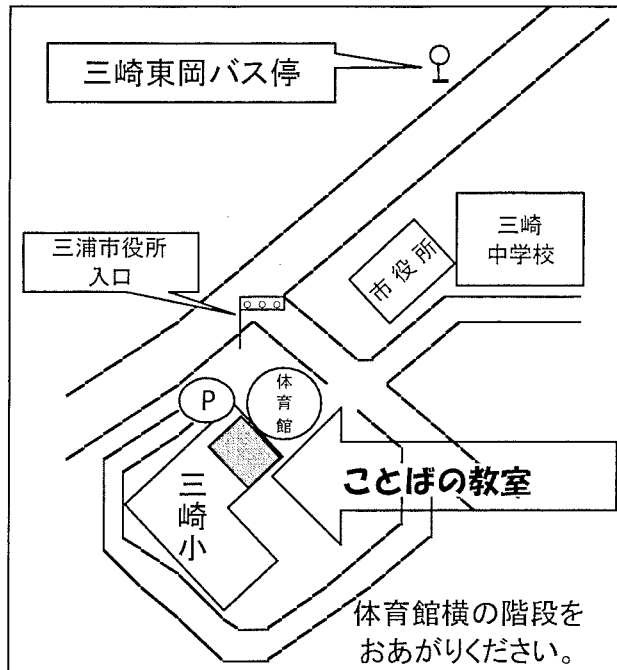 三崎東岡バス停
三崎
中学校
市役所
三浦市役所
入口
P
体育館
三崎小
ことばの教室
体育館横の階段を
おあがりください。